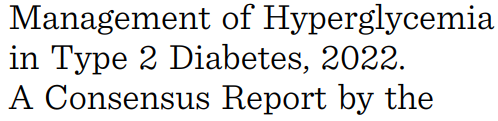 Management of Hyperglycemia
in Type 2 Diabetes, 2022.
A Consensus Report by the